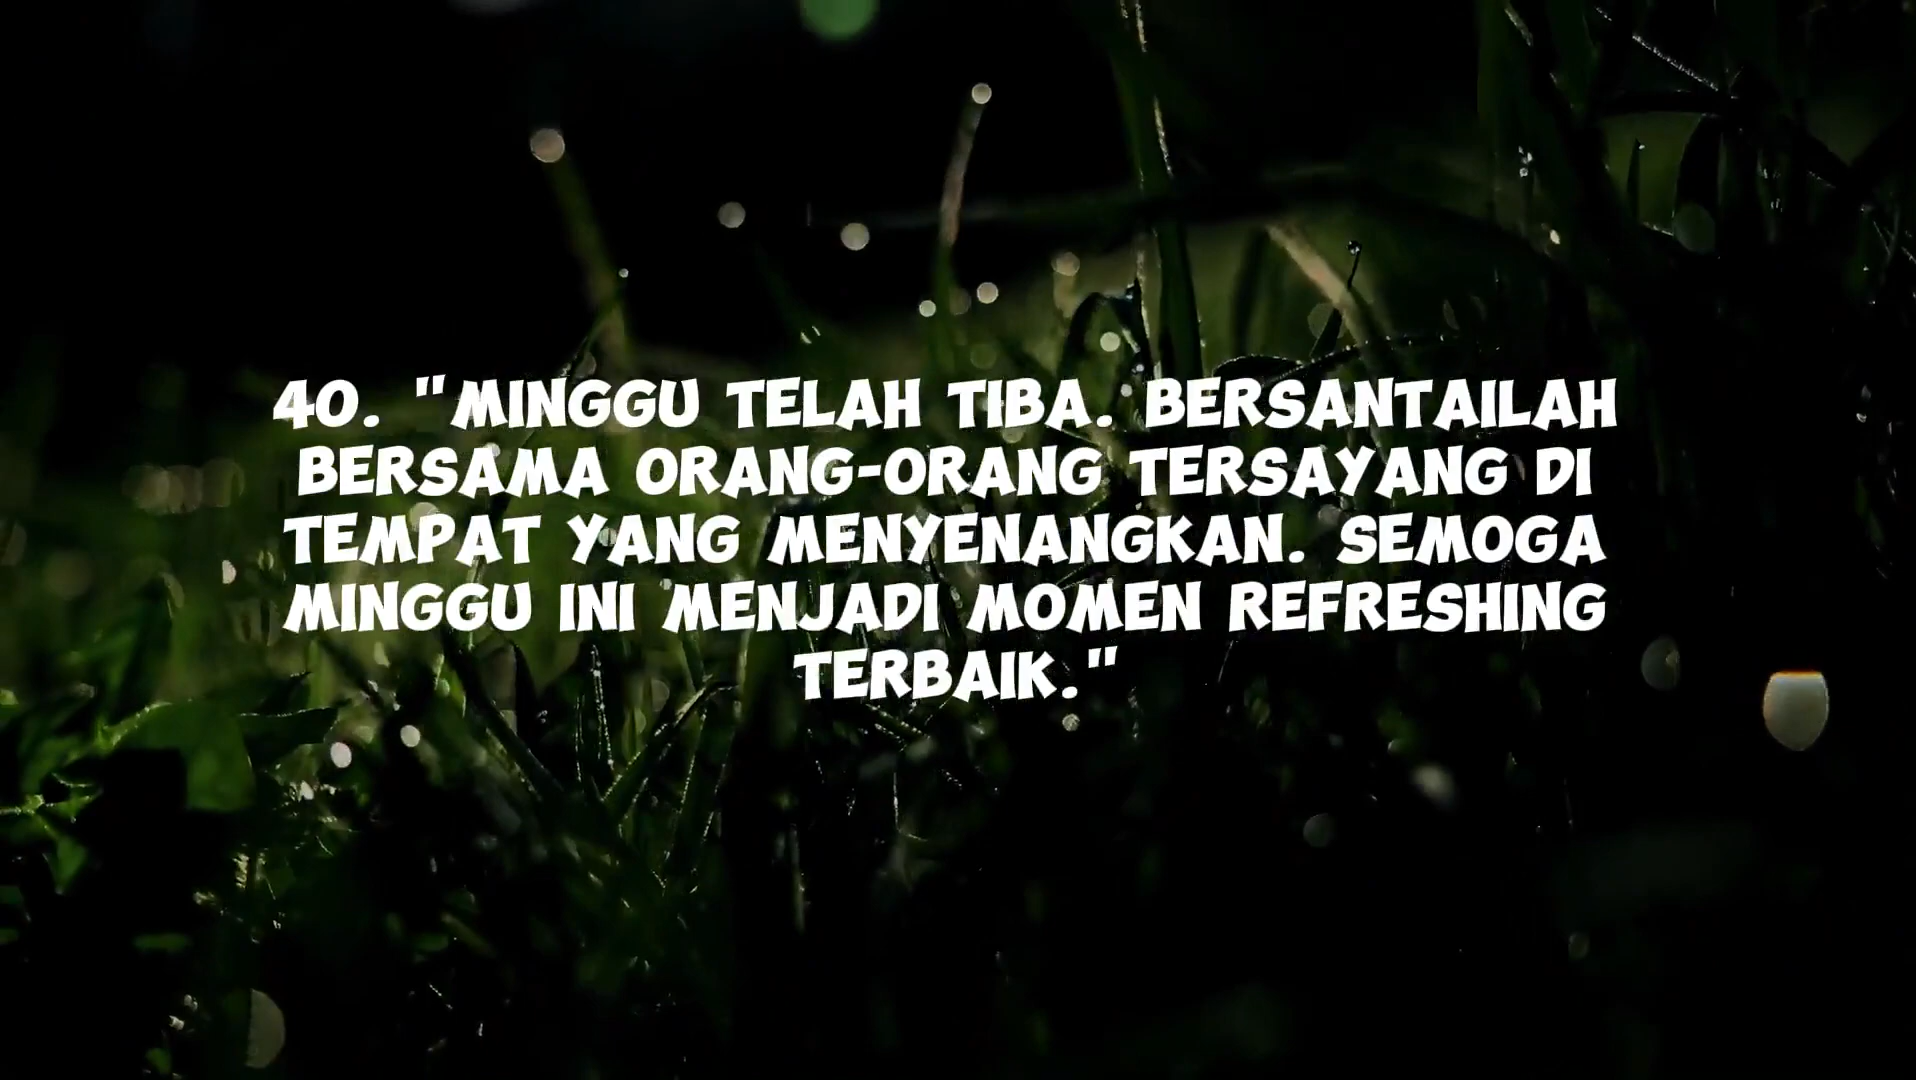 40. "MINGGU TELAH TIBA. BERSANTAILAH
BERSAMA ORANG-ORANG TERSAYANG DI
TEMPAT YANG MENYENANGKAN. SEMOGA
MINGGU INI MENJADI MOMEN REFRESHING
TERBAIK."